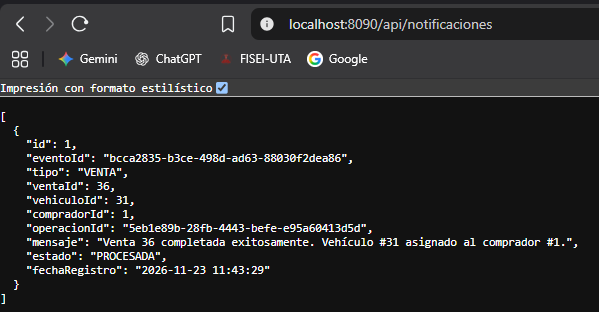 localhost:8090/api/notificaciones
Gemini ChatGPT FISEI-UTA Google
Impresión con formato estilístico
[
  {
    "id": 1,
    "eventoId": "bcca2835-b3ce-498d-ad63-88030f2dea86",
    "tipo": "VENTA",
    "ventaId": 36,
    "vehiculoId": 31,
    "compradorId": 1,
    "operacionId": "5eb1e89b-28fb-4443-befe-e95a60413d5d",
    "mensaje": "Venta 36 completada exitosamente. Vehículo #31 asignado al comprador #1.",
    "estado": "PROCESADA",
    "fechaRegistro": "2026-11-23 11:43:29"
  }
]